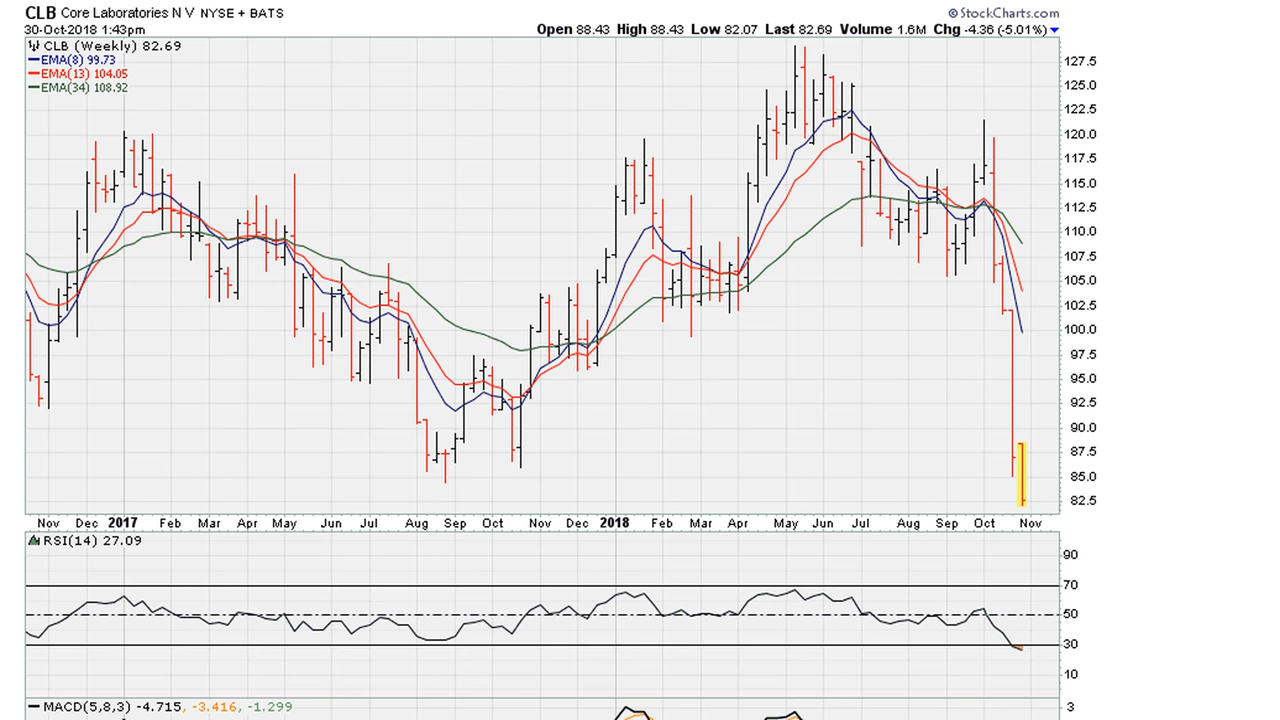 CLB Core Laboratories N V NYSE + BATS
© StockCharts.com
30-Oct-2018 1:43pm
Open 88.43 High 88.43 Low 82.07 Last 82.69 Volume 1.6M Chg -4.36 (-5.01%)
CLB (Weekly) 82.69
EMA(8) 99.73
EMA(13) 104.05
EMA(34) 108.92
127.5
125.0
122.5
120.0
117.5
115.0
112.5
110.0
107.5
105.0
102.5
100.0
97.5
95.0
92.5
90.0
87.5
85.0
82.5
Nov Dec 2017 Feb Mar Apr May Jun Jul Aug Sep Oct Nov Dec 2018 Feb Mar Apr May Jun Jul Aug Sep Oct Nov
RSI(14) 27.09
90
70
50
30
10
MACD(5,8,3) -4.715, -3.416, -1.299
3